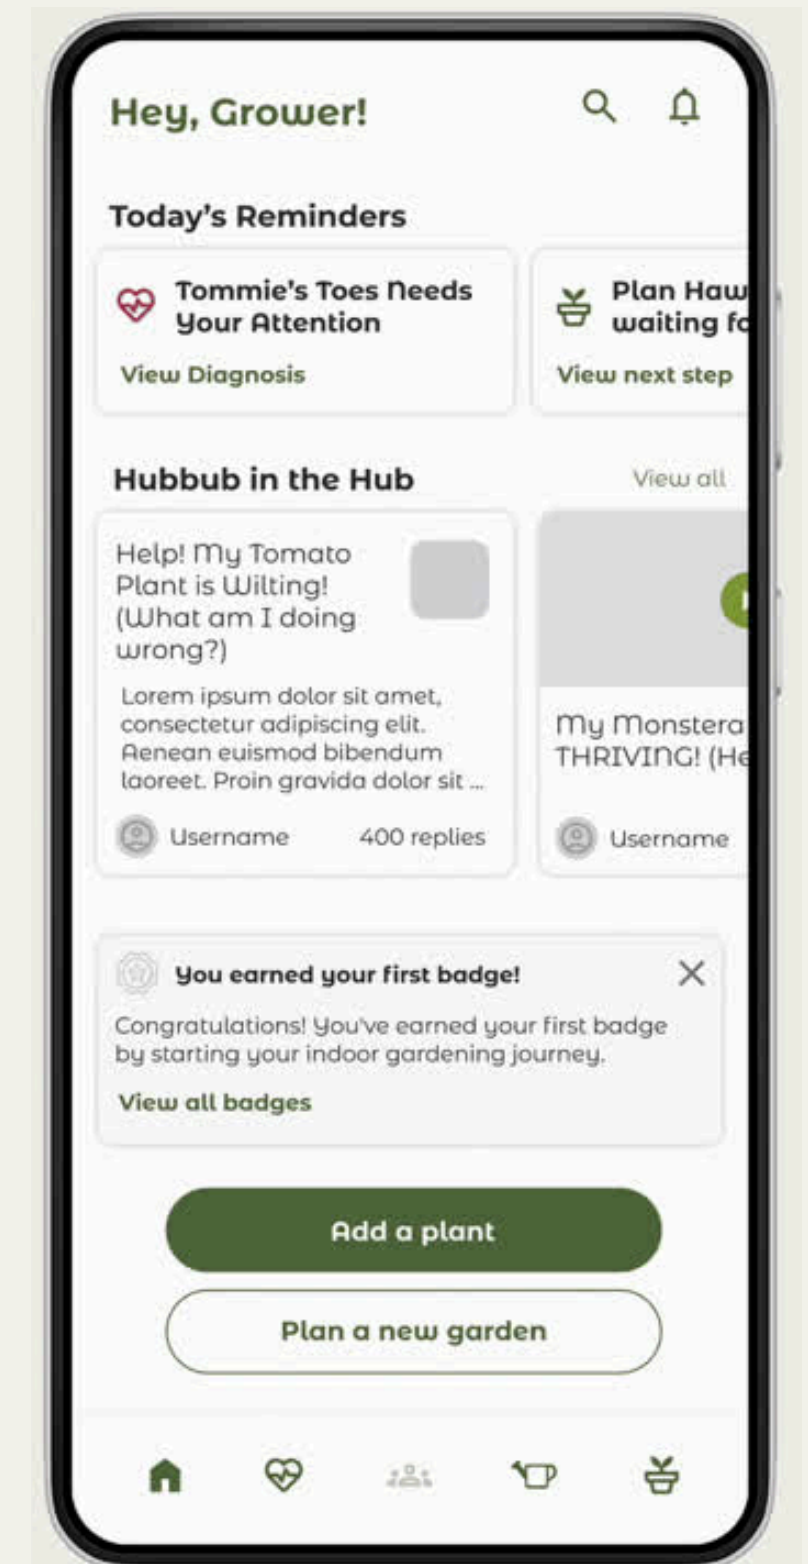 Hey, Grower!
Today's Reminders
Tommie's Toes Needs
Your Attention
View Diagnosis
Plan Haw
waiting fo
View next step
Hubbub in the Hub
View all
Help! My Tomato
Plant is Wilting!
(What am I doing
wrong?)
Lorem ipsum dolor sit amet,
consectetur adipiscing elit.
Aenean euismod bibendum
laoreet. Proin gravida dolor sit ...
Username
400 replies
My Monstera
THRIVING! (He
Username
You earned your first badge!
Congratulations! You've earned your first badge
by starting your indoor gardening journey.
View all badges
Add a plant
Plan a new garden